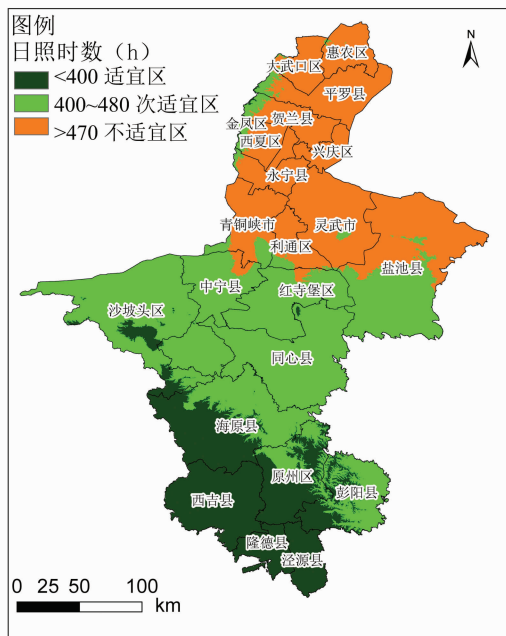 图例
日照时数（h）
<400 适宜区
400~480 次适宜区
>470 不适宜区
N
惠农区
大武口区
平罗县
贺兰县
金凤区
西夏区
兴庆区
永宁县
青铜峡市
灵武市
利通区
盐池县
中宁县
红寺堡区
沙坡头区
同心县
海原县
原州区
西吉县
彭阳县
隆德县
泾源县
0 25 50 100
km